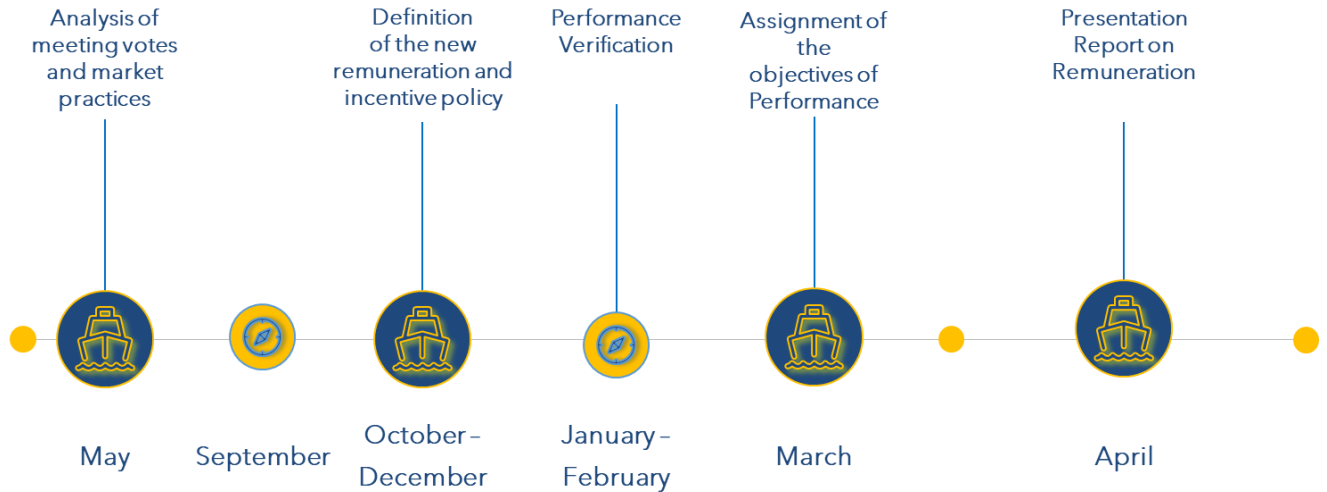 Analysis of
meeting votes
and market
practices
Definition
of the new
remuneration and
incentive policy
Performance
Verification
Assignment of
the
objectives of
Performance
Presentation
Report on
Remuneration
May
September
October –
December
January –
February
March
April